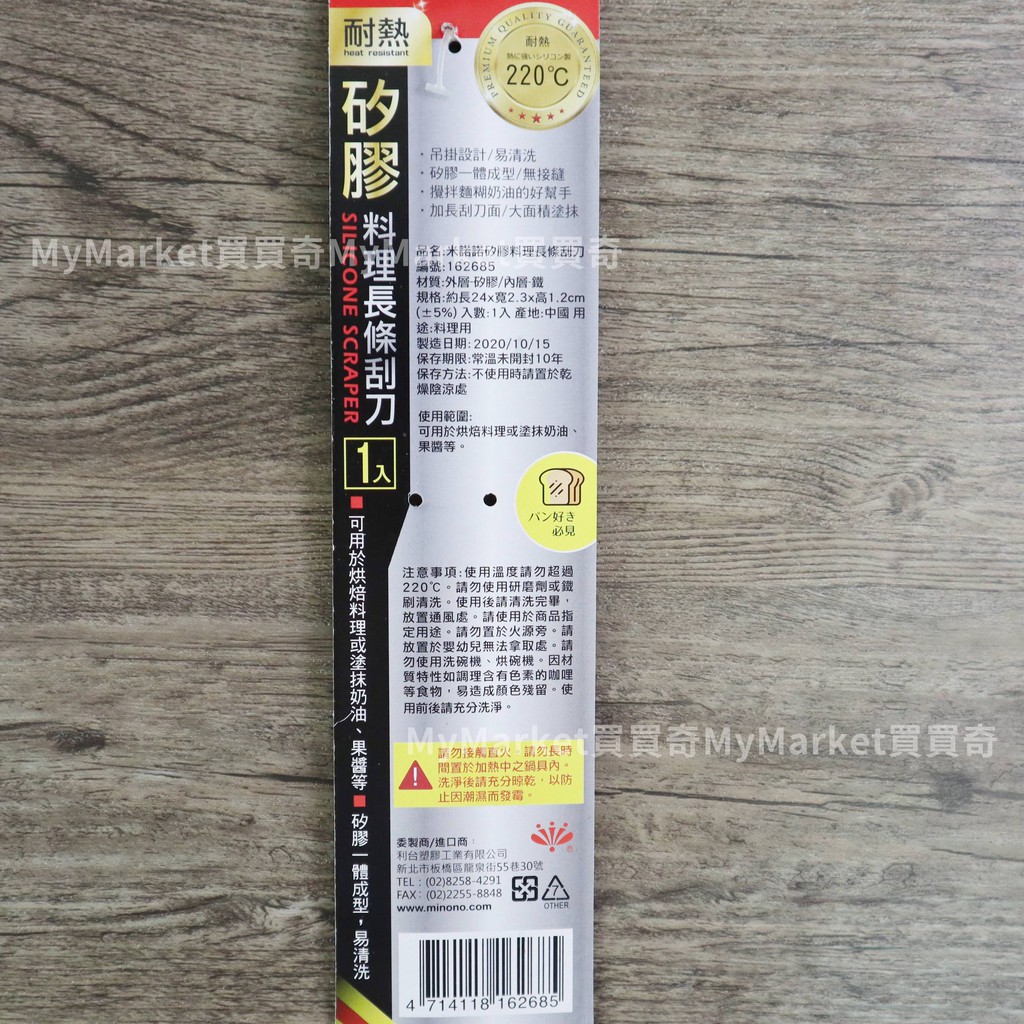 耐熱
heat resistant
矽膠
料理長條刮刀
SILICONE SCRAPER
1入
■ 可用於烘焙料理或塗抹奶油、果醬等 ■ 矽膠一體成型，易清洗
PREMIUM QUALITY GUARANTEED
耐熱
熱に強いシリコン製
220℃
・吊掛設計/易清洗
・矽膠一體成型/無接縫
・攪拌麵糊奶油的好幫手
・加長刮刀面/大面積塗抹
MyMarket買買奇MyMarket買買奇
品名:米諾諾矽膠料理長條刮刀
編號:162685
材質:外層-矽膠/內層-鐵
規格:約長24x寬2.3x高1.2cm
(±5%) 入數:1入 產地:中國 用
途:料理用
製造日期:2020/10/15
保存期限:常溫未開封10年
保存方法:不使用時請置於乾
燥陰涼處
使用範圍:
可用於烘焙料理或塗抹奶油、
果醬等。
パン好き
必見
注意事項:使用溫度請勿超過
220℃。請勿使用研磨劑或鐵
刷清洗。使用後請清洗完畢，
放置通風處。請使用於商品指
定用途。請勿置於火源旁。請
放置於嬰幼兒無法拿取處。請
勿使用洗碗機、烘碗機。因材
質特性如調理含有色素的咖哩
等食物，易造成顏色殘留。使
用前後請充分洗淨。
MyMarket買買奇MyMarket買買奇
請勿接觸直火。請勿長時
間置於加熱中之鍋具內。
洗淨後請充分晾乾，以防
止因潮濕而發霉。
委製商/進口商：
利台塑膠工業有限公司
新北市板橋區龍泉街55巷30號
TEL：(02)8258-4291
FAX：(02)2255-8848
www.minono.com
7
OTHER
4 714118 162685